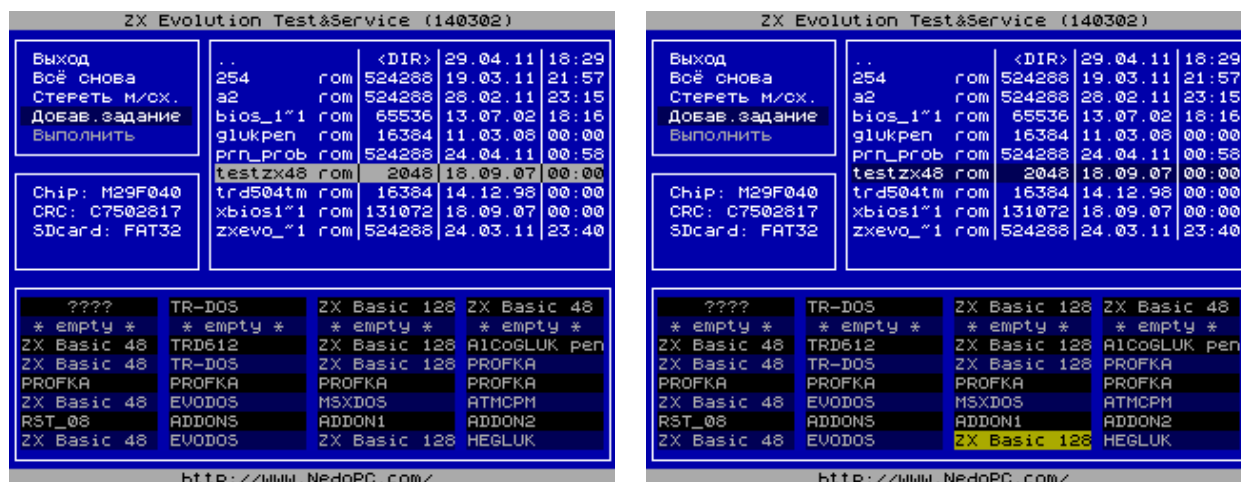 ZX Evolution Test&Service (140302)
Выход
Всё снова
Стереть м/сх.
Добав.задание
Выполнить
Chip: M29F040
CRC: C7502817
SDcard: FAT32
.. <DIR> 29.04.11 18:29
254 rom 524288 19.03.11 21:57
a2 rom 524288 28.02.11 23:15
bios_1~1 rom 65536 13.07.02 18:16
glukpen rom 16384 11.03.08 00:00
prn_prob rom 524288 24.04.11 00:58
testzx48 rom 2048 18.09.07 00:00
trd504tm rom 16384 14.12.98 00:00
xbios1~1 rom 131072 18.09.07 00:00
zxevo_~1 rom 524288 24.03.11 23:40
???? TR-DOS ZX Basic 128 ZX Basic 48
* empty * * empty * * empty * * empty *
ZX Basic 48 TRD612 ZX Basic 128 AlCoGLUK pen
ZX Basic 48 TR-DOS ZX Basic 128 PROFKA
PROFKA PROFKA PROFKA PROFKA
ZX Basic 48 EVODOS MSXDOS ATMCPM
RST_08 ADDONS ADDON1 ADDON2
ZX Basic 48 EVODOS ZX Basic 128 HEGLUK
http://www.NedoPC.com/
ZX Evolution Test&Service (140302)
Выход
Всё снова
Стереть м/сх.
Добав.задание
Выполнить
Chip: M29F040
CRC: C7502817
SDcard: FAT32
.. <DIR> 29.04.11 18:29
254 rom 524288 19.03.11 21:57
a2 rom 524288 28.02.11 23:15
bios_1~1 rom 65536 13.07.02 18:16
glukpen rom 16384 11.03.08 00:00
prn_prob rom 524288 24.04.11 00:58
testzx48 rom 2048 18.09.07 00:00
trd504tm rom 16384 14.12.98 00:00
xbios1~1 rom 131072 18.09.07 00:00
zxevo_~1 rom 524288 24.03.11 23:40
???? TR-DOS ZX Basic 128 ZX Basic 48
* empty * * empty * * empty * * empty *
ZX Basic 48 TRD612 ZX Basic 128 AlCoGLUK pen
ZX Basic 48 TR-DOS ZX Basic 128 PROFKA
PROFKA PROFKA PROFKA PROFKA
ZX Basic 48 EVODOS MSXDOS ATMCPM
RST_08 ADDONS ADDON1 ADDON2
ZX Basic 48 EVODOS ZX Basic 128 HEGLUK
http://www.NedoPC.com/